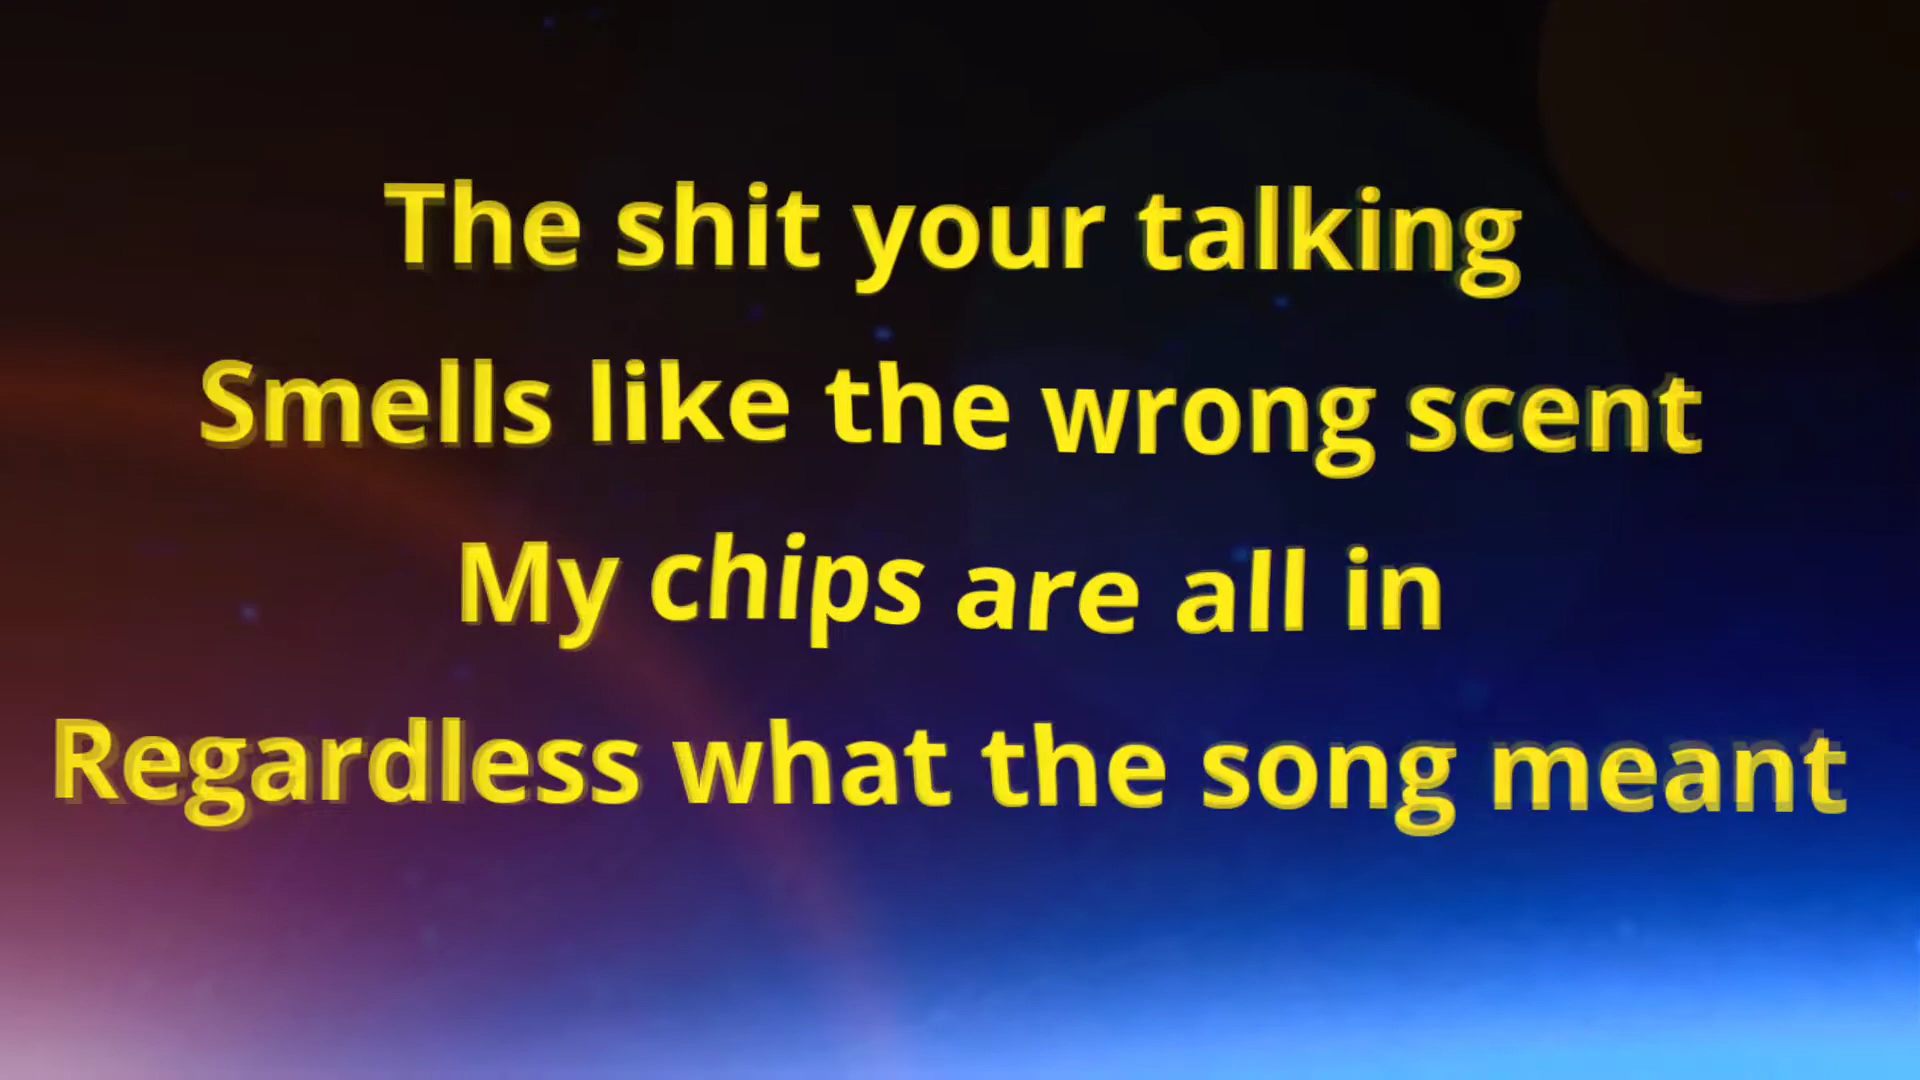 The shit your talking
Smells like the wrong scent
My chips are all in
Regardless what the song meant